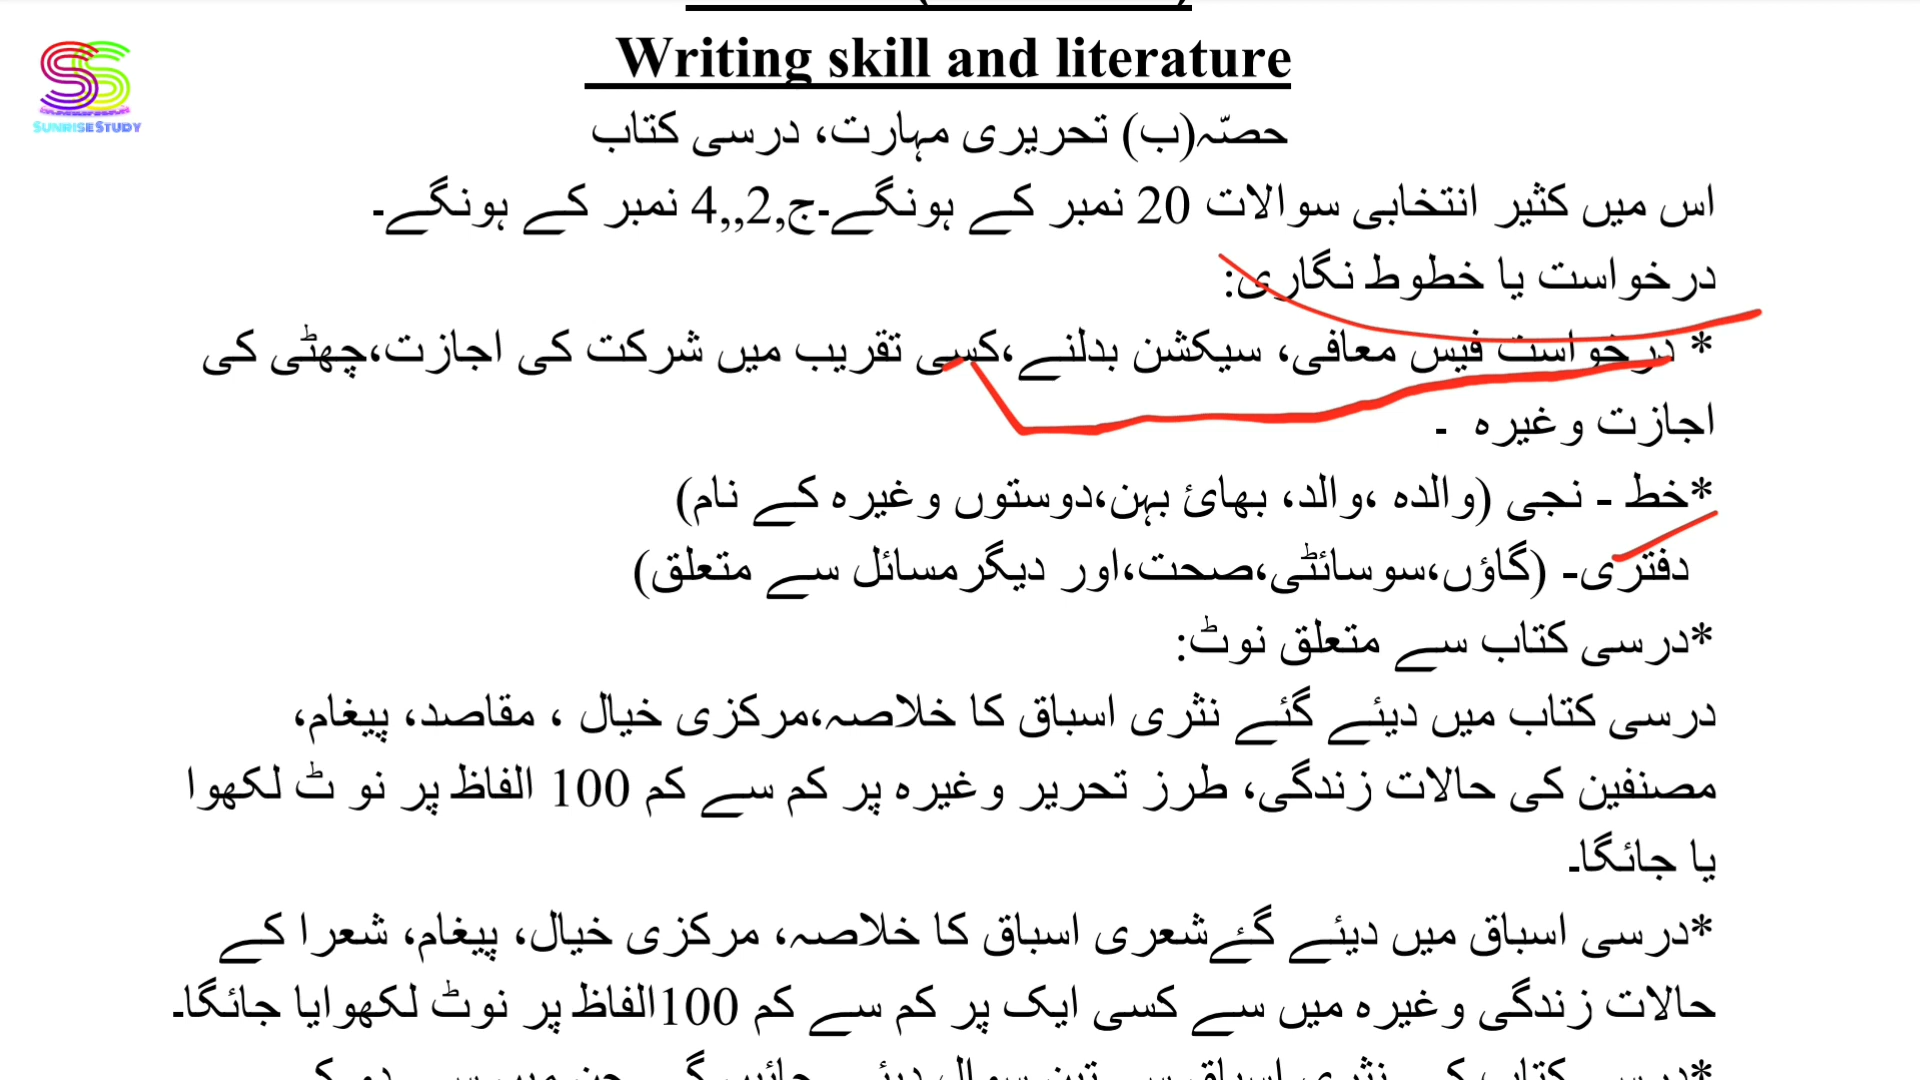 Writing skill and literature
SUNRISESTUDY
حصّہ(ب) تحریری مہارت، درسی کتاب
اس میں کثیر انتخابی سوالات 20 نمبر کے ہونگے۔ج,2,,4 نمبر کے ہونگے۔
درخواست یا خطوط نگاری:
* درخواست فیس معافی، سیکشن بدلنے،کسی تقریب میں شرکت کی اجازت،چھٹی کی
اجازت وغیرہ ۔
*خط ۔ نجی (والدہ ،والد، بھائ بہن،دوستوں وغیرہ کے نام)
دفتری۔ (گاؤں،سوسائٹی،صحت،اور دیگرمسائل سے متعلق)
*درسی کتاب سے متعلق نوٹ:
درسی کتاب میں دیئے گئے نثری اسباق کا خلاصہ،مرکزی خیال ، مقاصد، پیغام،
مصنفین کی حالات زندگی، طرز تحریر وغیرہ پر کم سے کم 100 الفاظ پر نو ٹ لکھوا
یا جائگا۔
*درسی اسباق میں دیئے گۓشعری اسباق کا خلاصہ، مرکزی خیال، پیغام، شعرا کے
حالات زندگی وغیرہ میں سے کسی ایک پر کم سے کم 100الفاظ پر نوٹ لکھوایا جائگا۔